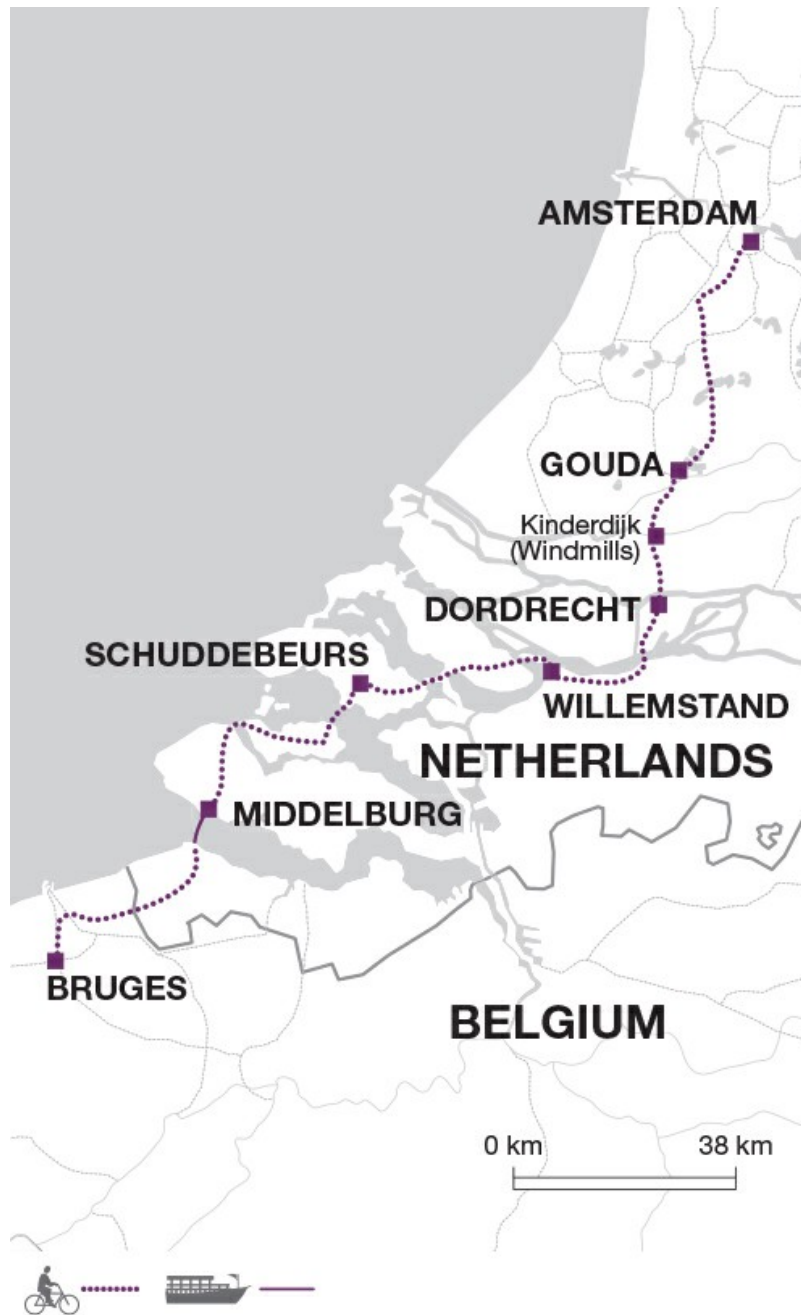 AMSTERDAM
GOUDA
Kinderdijk
(Windmills)
DORDRECHT
SCHUDDEBEURS
WILLEMSTAND
NETHERLANDS
MIDDELBURG
BRUGES
BELGIUM
0 km 38 km